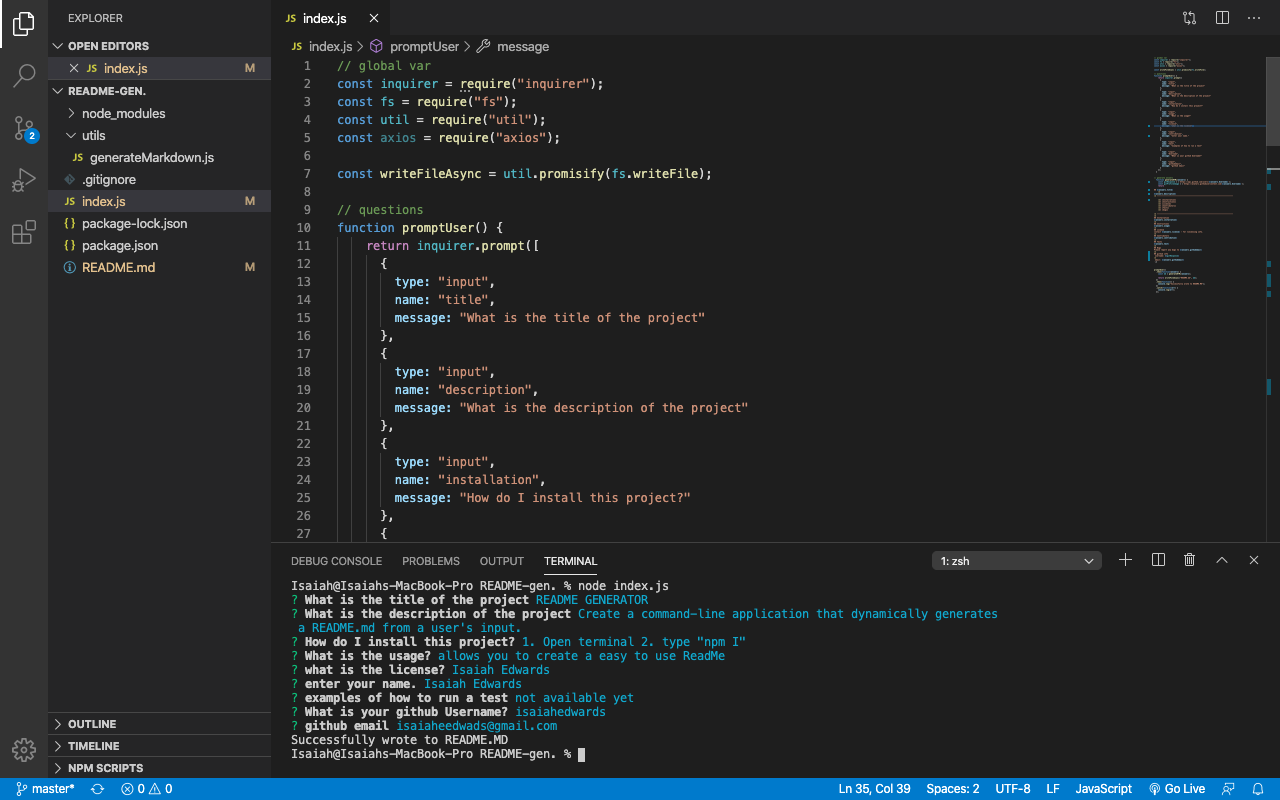 EXPLORER
OPEN EDITORS
JS index.js M
README-GEN.
node_modules
utils
JS generateMarkdown.js
.gitignore
JS index.js M
{} package-lock.json
{} package.json
README.md M
OUTLINE
TIMELINE
NPM SCRIPTS
2
JS index.js
JS index.js > promptUser > message
1 // global var
2 const inquirer = require("inquirer");
3 const fs = require("fs");
4 const util = require("util");
5 const axios = require("axios");
6
7 const writeFileAsync = util.promisify(fs.writeFile);
8
9 // questions
10 function promptUser() {
11 return inquirer.prompt([
12 {
13 type: "input",
14 name: "title",
15 message: "What is the title of the project"
16 },
17 {
18 type: "input",
19 name: "description",
20 message: "What is the description of the project"
21 },
22 {
23 type: "input",
24 name: "installation",
25 message: "How do I install this project?"
26 },
27 {
DEBUG CONSOLE PROBLEMS OUTPUT TERMINAL 1: zsh
Isaiah@Isaiahs-MacBook-Pro README-gen. % node index.js
? What is the title of the project README GENERATOR
? What is the description of the project Create a command-line application that dynamically generates
a README.md from a user's input.
? How do I install this project? 1. Open terminal 2. type "npm I"
? What is the usage? allows you to create a easy to use ReadMe
? what is the license? Isaiah Edwards
? enter your name. Isaiah Edwards
? examples of how to run a test not available yet
? What is your github Username? isaiahedwards
? github email isaiaheedwads@gmail.com
Successfully wrote to README.MD
Isaiah@Isaiahs-MacBook-Pro README-gen. %
master* 0 0 Ln 35, Col 39 Spaces: 2 UTF-8 LF JavaScript Go Live